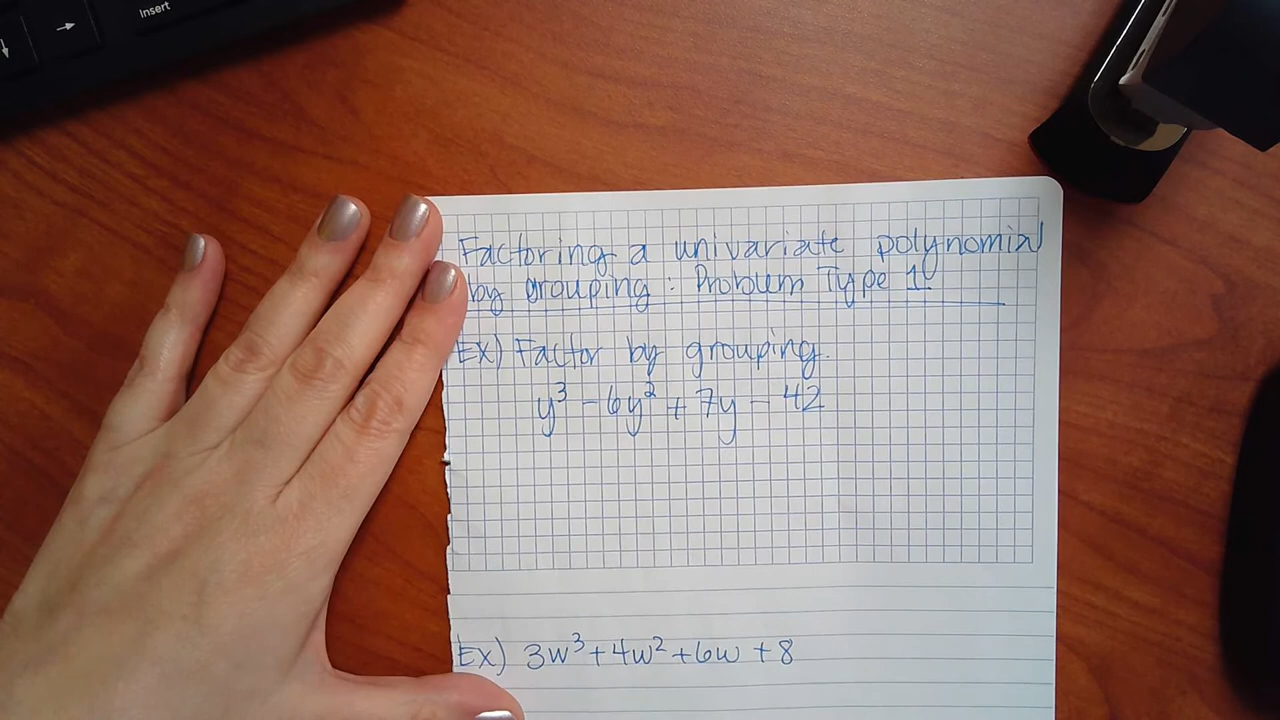 Insert
Factoring a univariate polynomial
by grouping : Problem Type 1
Ex) Factor by grouping.
y³ - 6y² + 7y - 42
Ex) 3w³ + 4w² + 6w + 8